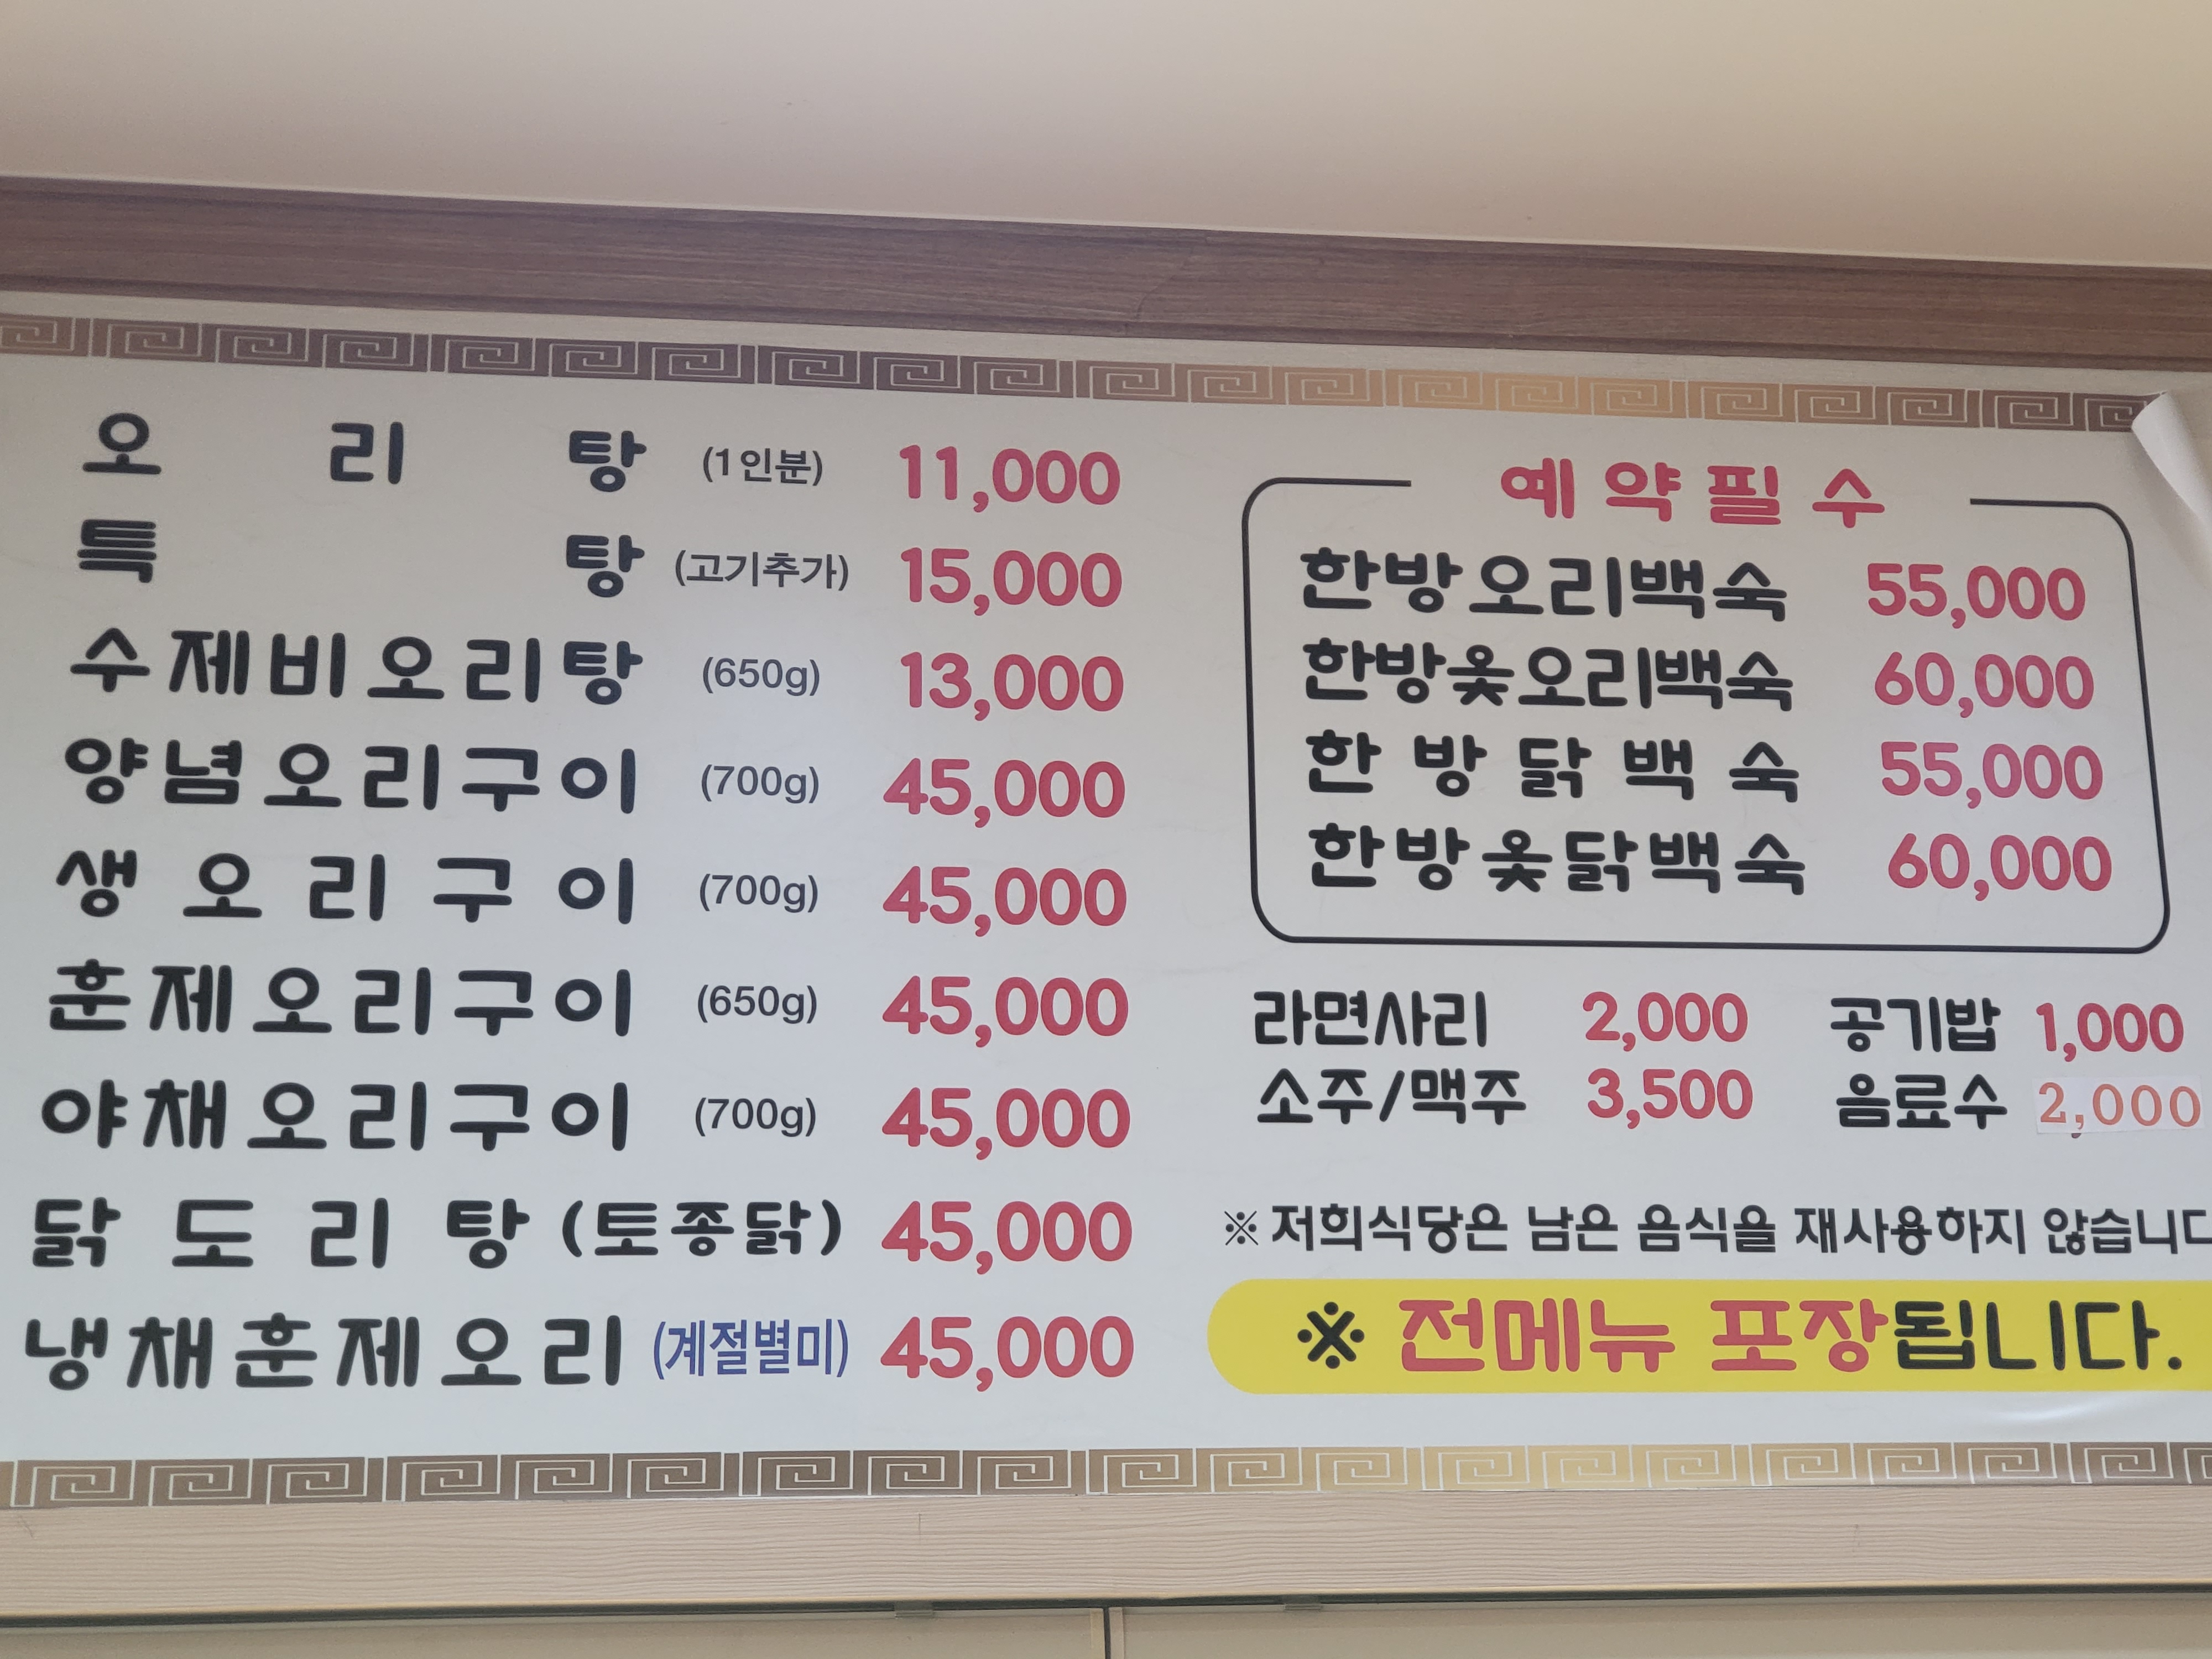 오리탕 (1인분) 11,000
특탕 (고기추가) 15,000
수제비오리탕 (650g) 13,000
양념오리구이 (700g) 45,000
생오리구이 (700g) 45,000
훈제오리구이 (650g) 45,000
야채오리구이 (700g) 45,000
닭도리탕 (토종닭) 45,000
냉채훈제오리 (계절별미) 45,000
예약필수
한방오리백숙 55,000
한방옻오리백숙 60,000
한방닭백숙 55,000
한방옻닭백숙 60,000
라면사리 2,000 공기밥 1,000
소주/맥주 3,500 음료수 2,000
※ 저희식당은 남은 음식을 재사용하지 않습니다
※ 전메뉴 포장됩니다.